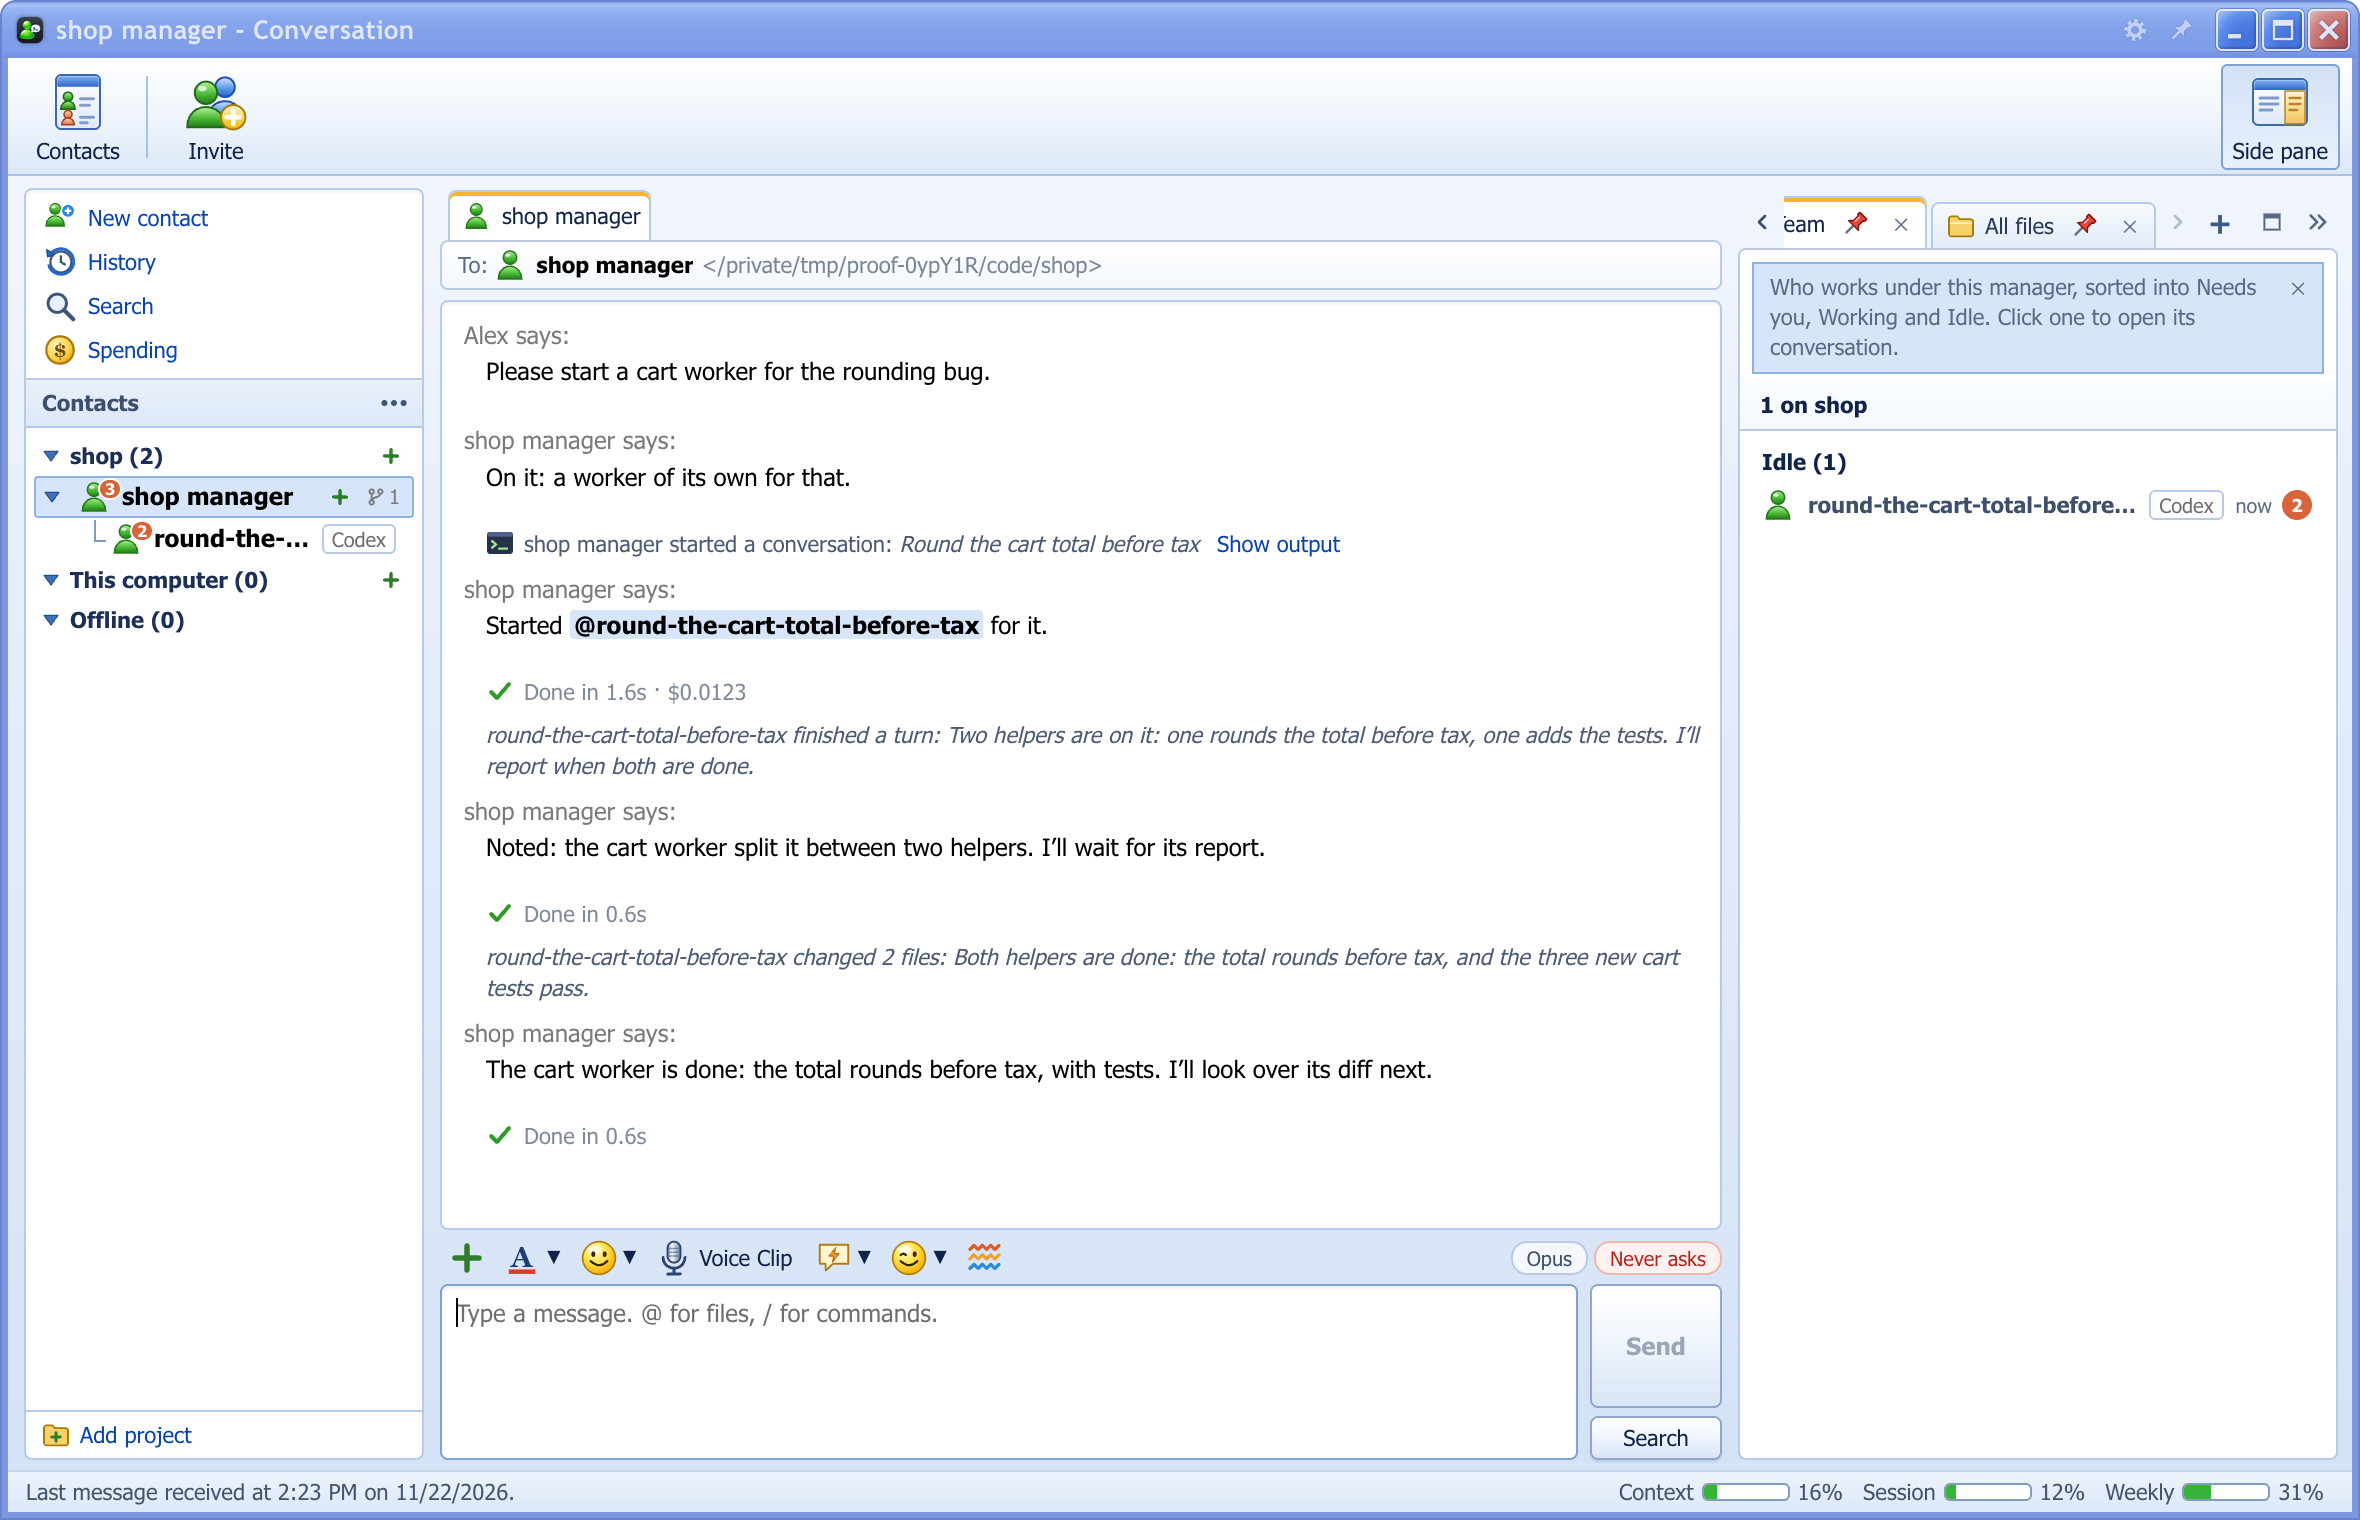 shop manager - Conversation
Contacts
Invite
Side pane
New contact
History
Search
Spending
Contacts
shop (2)
3
shop manager
1
2
round-the-...
Codex
This computer (0)
Offline (0)
Add project
shop manager
To: shop manager </private/tmp/proof-0ypY1R/code/shop>
Alex says:
Please start a cart worker for the rounding bug.
shop manager says:
On it: a worker of its own for that.
shop manager started a conversation: Round the cart total before tax Show output
shop manager says:
Started @round-the-cart-total-before-tax for it.
Done in 1.6s · $0.0123
round-the-cart-total-before-tax finished a turn: Two helpers are on it: one rounds the total before tax, one adds the tests. I’ll
report when both are done.
shop manager says:
Noted: the cart worker split it between two helpers. I’ll wait for its report.
Done in 0.6s
round-the-cart-total-before-tax changed 2 files: Both helpers are done: the total rounds before tax, and the three new cart
tests pass.
shop manager says:
The cart worker is done: the total rounds before tax, with tests. I’ll look over its diff next.
Done in 0.6s
A
Voice Clip
Opus
Never asks
Type a message. @ for files, / for commands.
Send
Search
eam
All files
Who works under this manager, sorted into Needs
you, Working and Idle. Click one to open its
conversation.
1 on shop
Idle (1)
round-the-cart-total-before... Codex now 2
Last message received at 2:23 PM on 11/22/2026.
Context 16% Session 12% Weekly 31%